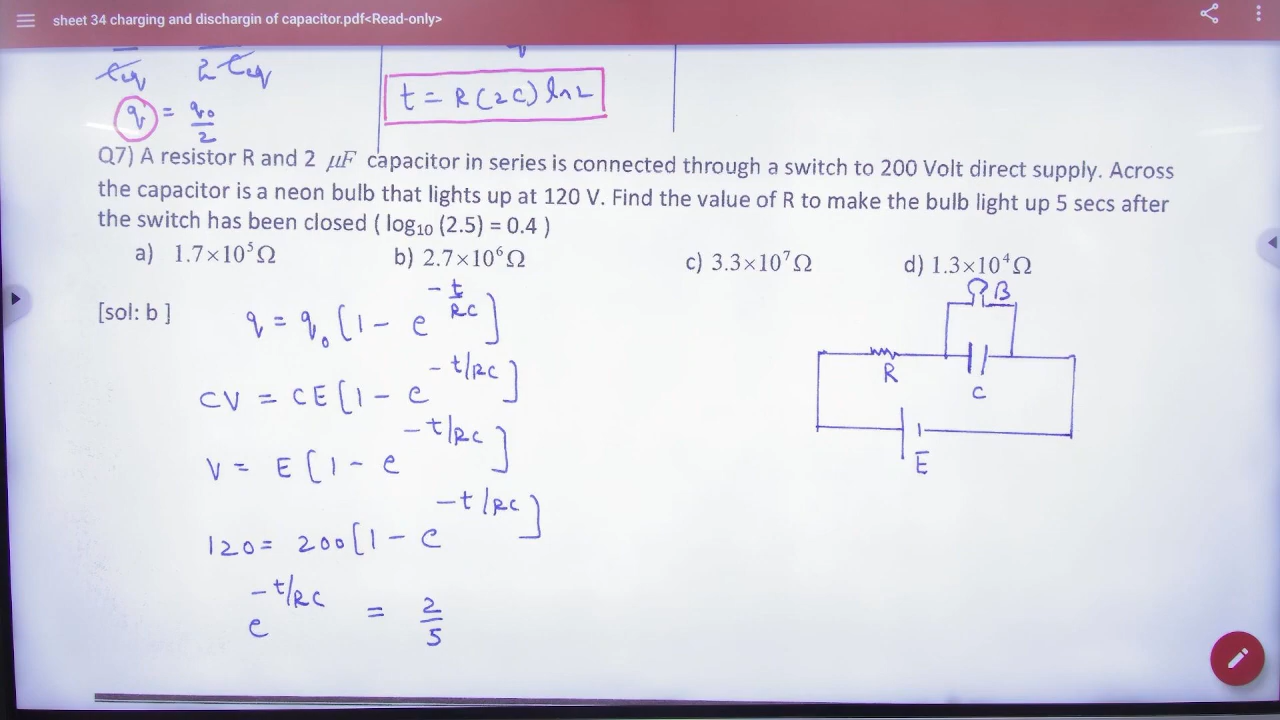 sheet 34 charging and dischargin of capacitor.pdf<Read-only>
q = q₀/2
t = R(2C) ln2
Q7) A resistor R and 2 μF capacitor in series is connected through a switch to 200 Volt direct supply. Across
the capacitor is a neon bulb that lights up at 120 V. Find the value of R to make the bulb light up 5 secs after
the switch has been closed ( log₁₀ (2.5) = 0.4 )
a) 1.7×10⁵Ω b) 2.7×10⁶Ω c) 3.3×10⁷Ω d) 1.3×10⁴Ω
[sol: b ]
q = q₀ [1 - e^(-t/RC)]
CV = CE[1 - e^(-t/RC)]
V = E[1 - e^(-t/RC)]
120 = 200[1 - e^(-t/RC)]
e^(-t/RC) = 2/5
B
R
C
E